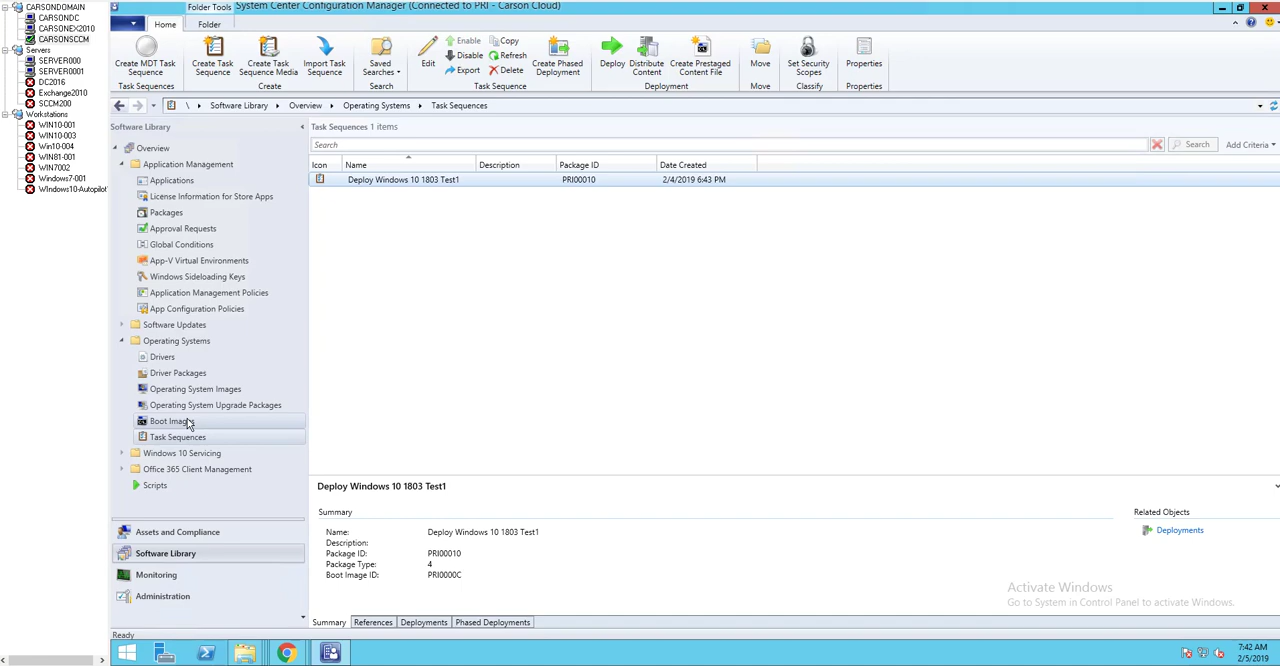 CARSONDOMAIN
CARSONDC
CARSONEX2010
CARSONSCCM
Servers
SERVER000
SERVER0001
DC2016
Exchange2010
SCCM200
Workstations
WIN10-001
WIN10-003
Win10-004
WIN81-001
WIN7002
Windows7-001
Windows10-Autopilot
Folder Tools
System Center Configuration Manager (Connected to PRI - Carson Cloud)
Home
Folder
Create MDT Task Sequence
Task Sequences
Create Task Sequence
Create Task Sequence Media
Import Task Sequence
Create
Saved Searches
Search
Edit
Enable
Disable
Export
Copy
Refresh
Delete
Create Phased Deployment
Task Sequence
Deploy
Distribute Content
Create Prestaged Content File
Deployment
Move
Move
Set Security Scopes
Classify
Properties
Properties
\ Software Library Overview Operating Systems Task Sequences
Software Library
Overview
Application Management
Applications
License Information for Store Apps
Packages
Approval Requests
Global Conditions
App-V Virtual Environments
Windows Sideloading Keys
Application Management Policies
App Configuration Policies
Software Updates
Operating Systems
Drivers
Driver Packages
Operating System Images
Operating System Upgrade Packages
Boot Images
Task Sequences
Windows 10 Servicing
Office 365 Client Management
Scripts
Assets and Compliance
Software Library
Monitoring
Administration
Task Sequences 1 items
Search
Search
Add Criteria
Icon Name Description Package ID Date Created
Deploy Windows 10 1803 Test1 PRI00010 2/4/2019 6:43 PM
Deploy Windows 10 1803 Test1
Summary
Name: Deploy Windows 10 1803 Test1
Description:
Package ID: PRI00010
Package Type: 4
Boot Image ID: PRI0000C
Related Objects
Deployments
Activate Windows
Go to System in Control Panel to activate Windows.
Summary References Deployments Phased Deployments
Ready
7:42 AM
2/5/2019